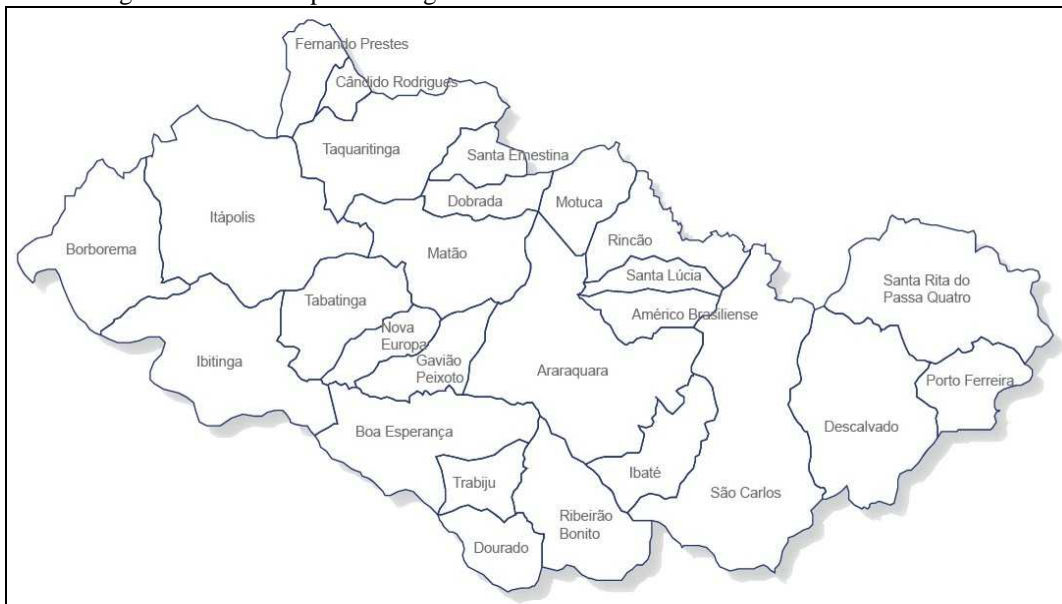 Fernando Prestes
Cândido Rodrigues
Taquaritinga
Santa Ernestina
Dobrada
Motuca
Itápolis
Borborema
Matão
Rincão
Santa Lúcia
Américo Brasiliense
Santa Rita do
Passa Quatro
Tabatinga
Nova
Europa
Gavião
Peixoto
Ibitinga
Araraquara
Porto Ferreira
Descalvado
Boa Esperança
Trabiju
Ibaté
São Carlos
Ribeirão
Bonito
Dourado